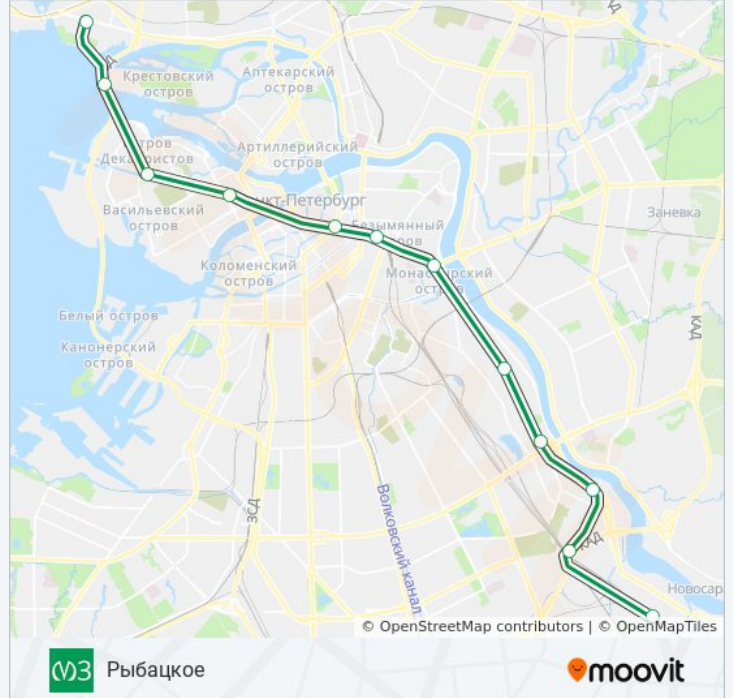 Крестовский
остров
Аптекарский
остров
Артиллерийский
остров
Васильевский
остров
Безымянный
Заневка
Коломенский
остров
Белый остров
Канонерский
остров
КАД
ЗСД
Волковский канал
КАД
Новосар
© OpenStreetMap contributors | © OpenMapTiles
М3 Рыбацкое
moovit